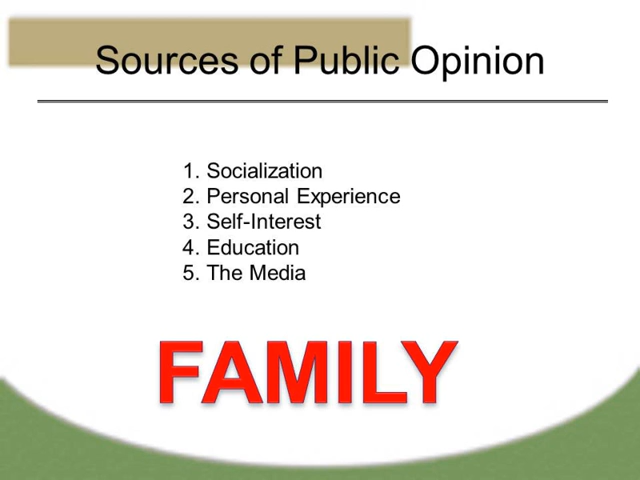 Sources of Public Opinion
1. Socialization
2. Personal Experience
3. Self-Interest
4. Education
5. The Media
FAMILY